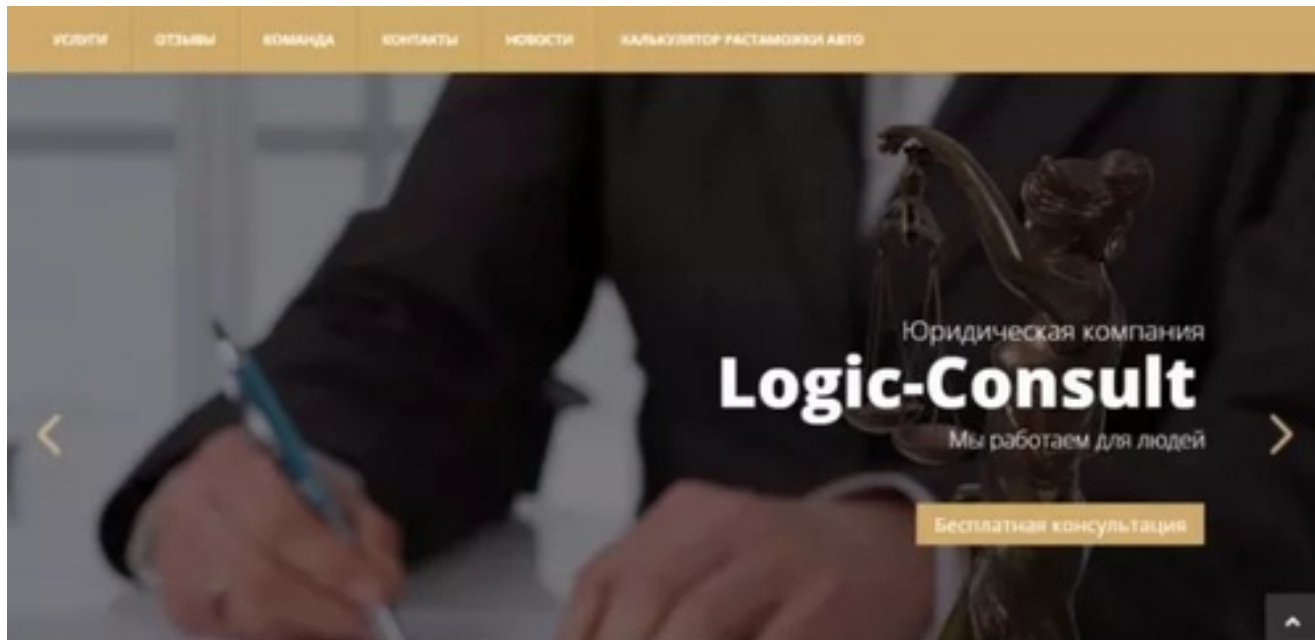 УСЛУГИ ОТЗЫВЫ КОМАНДА КОНТАКТЫ НОВОСТИ КАЛЬКУЛЯТОР РАСТАМОЖКИ АВТО
Юридическая компания
Logic-Consult
Мы работаем для людей
Бесплатная консультация